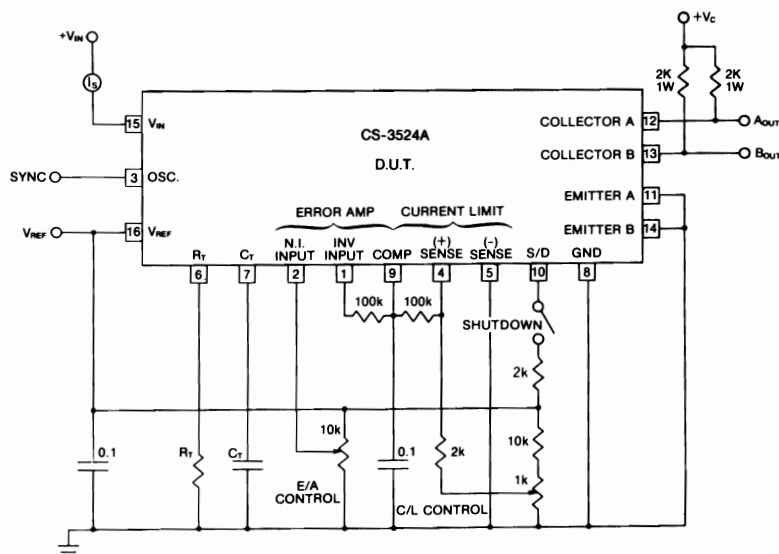 +VC
+VIN
2K
1W
2K
1W
IS
CS-3524A
D.U.T.
15 VIN
COLLECTOR A 12
AOUT
COLLECTOR B 13
BOUT
SYNC
3 OSC.
EMITTER A 11
VREF
16 VREF
EMITTER B 14
ERROR AMP
CURRENT LIMIT
RT
6
CT
7
N.I.
INPUT
2
INV
INPUT
1
COMP
9
(+)
SENSE
4
(-)
SENSE
5
S/D
10
GND
8
100k
100k
SHUTDOWN
2k
0.1
RT
CT
10k
E/A
CONTROL
0.1
2k
C/L CONTROL
10k
1k